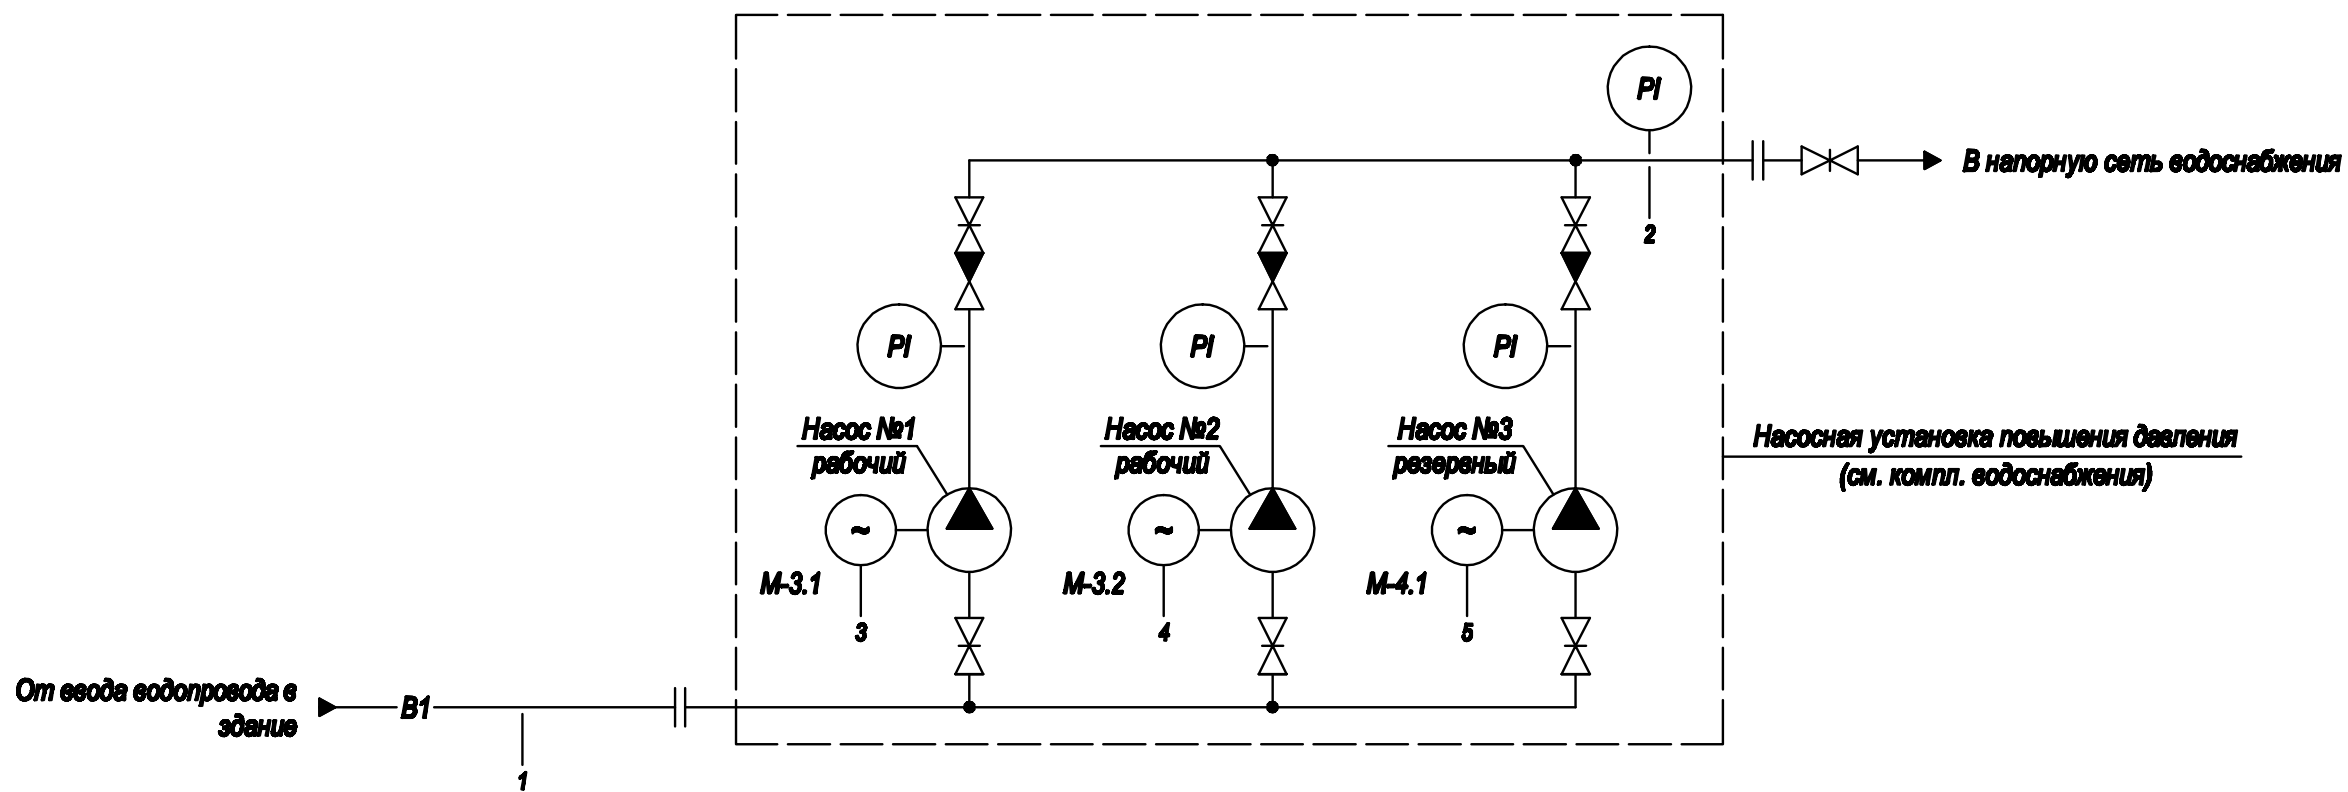 PI
В напорную сеть водоснабжения
2
PI
PI
PI
Насос №1
рабочий
Насос №2
рабочий
Насос №3
резервный
Насосная установка повышения давления
(см. компл. водоснабжения)
~
~
~
М-3.1
М-3.2
М-4.1
3
4
5
От ввода водопровода в
здание
В1
1